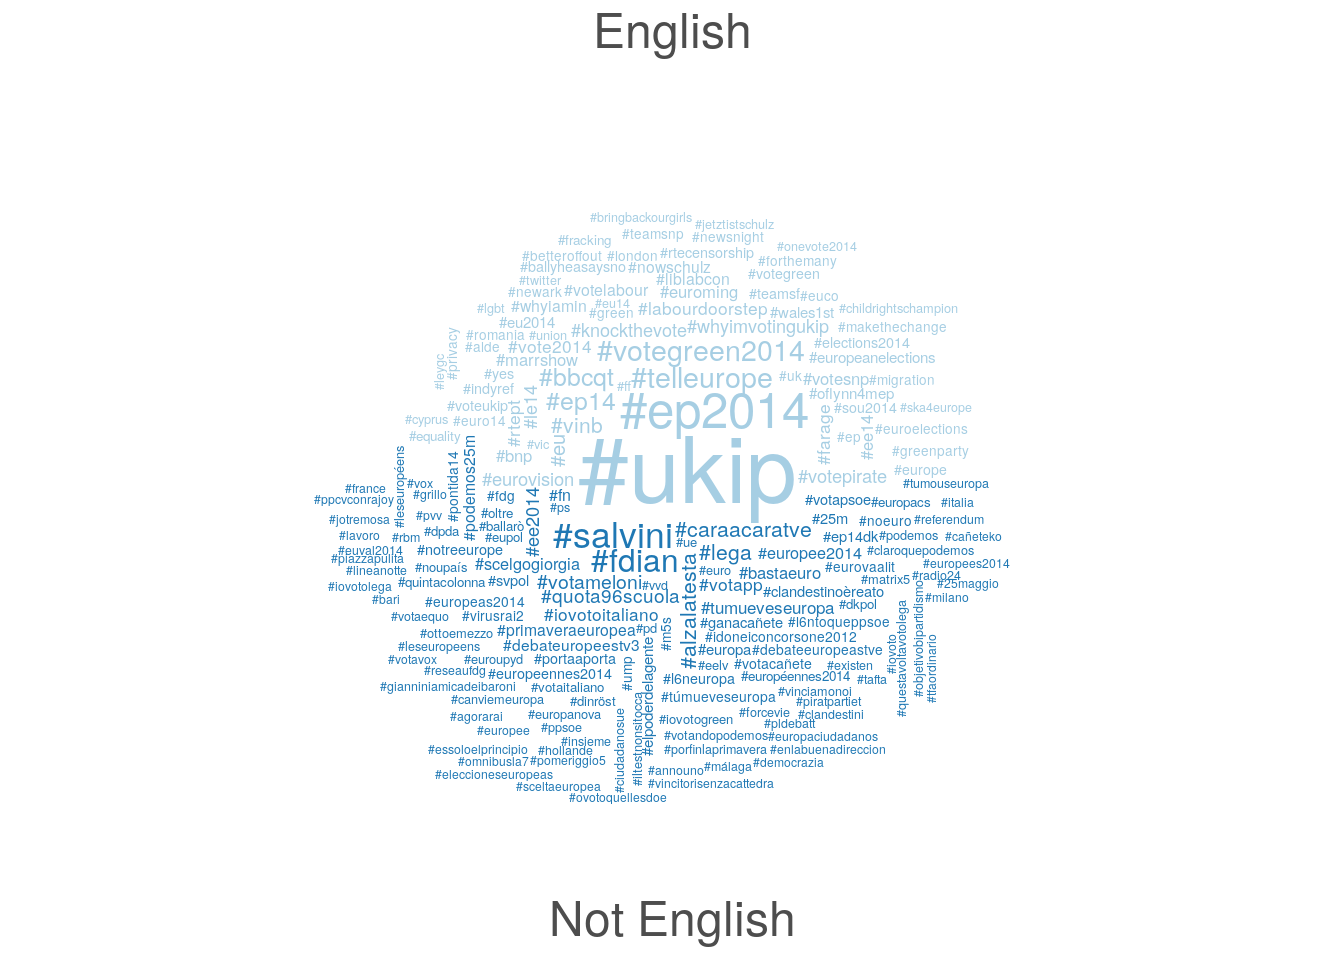 English
#bringbackourgirls
#jetztistschulz
#teamsnp #newsnight
#fracking
#onevote2014
#betteroffout #london #rtecensorship
#forthemany
#ballyheasaysno #nowschulz
#votegreen
#twitter #liblabcon
#newark #votelabour #euroming #teamsf #euco
#lgbt #whyiamin #eu14 #green #labourdoorstep #wales1st #childrightschampion
#eu2014 #knockthevote #whyimvotingukip #makethechange
#romania #union
#alde #vote2014 #votegreen2014 #elections2014
#privacy #leygc #marrshow #europeanelections
#yes #bbcqt #ff #telleurope #uk #votesnp #migration
#indyref #le14 #ep14 #ep2014 #oflynn4mep
#voteukip #sou2014 #ska4europe
#cyprus #euro14 #rtept #vinb #farage #ep #ee14 #euroelections
#equality #vic
#bnp #eu #ukip #greenparty
#eurovision #votepirate #europe
#leseuropéens #pontida14 #podemos25m
#france #vox #tumouseuropa
#ppcvconrajoy #grillo #fdg #ee2014 #fn #votapsoe #europacs #italia
#ps
#jotremosa #pvv #oltre #25m #noeuro #referendum
#lavoro #rbm #dpda #ballarò #eupol #salvini #caraacaratve #ep14dk #podemos #cañeteko
#ue
#euval2014 #notreeurope #fdian #lega #europee2014 #claroquepodemos
#piazzapulita #scelgogiorgia #europees2014
#lineanotte #noupaís #euro #bastaeuro #eurovaalit #radio24
#iovotolega #quintacolonna #svpol #votameloni #vvd #votapp #matrix5 #25maggio
#clandestinoèreato
#bari #europeas2014 #quota96scuola #alzalatesta #tumueveseuropa #dkpol #milano
#votaequo #virusrai2 #iovotoitaliano #ganacañete #l6ntoqueppsoe
#ottoemezzo #primaveraeuropea #pd #m5s #idoneiconcorsone2012
#leseuropeens #debateuropeestv3 #europa #debateeuropeastve #iovoto #questavoltavotolega #objetivobipartidismo #tfaordinario
#votavox #euroupyd #portaaporta #eelv #votacañete #existen
#reseaufdg #europeennes2014 #ump #elpoderdelagente #l6neuropa #européennes2014 #tafta
#gianniniamicadeibaroni #votaitaliano #vinciamonoi
#canviemeuropa #dinröst #túmueveseuropa #piratpartiet
#agorarai #europanova #iltestnonsitocca #iovotogreen #forcevie #clandestini
#europee #ppsoe #pldebatt
#insieme #ciudadanosue #votandopodemos #europaciudadanos
#essoloelprincipio #hollande #porfinlaprimavera #enlabuenadireccion
#omnibusla7 #pomeriggio5 #announo #málaga #democrazia
#eleccioneseuropeas
#sceltaeuropea #vincitorisenzacattedra
#ovotoquellesdoe
Not English